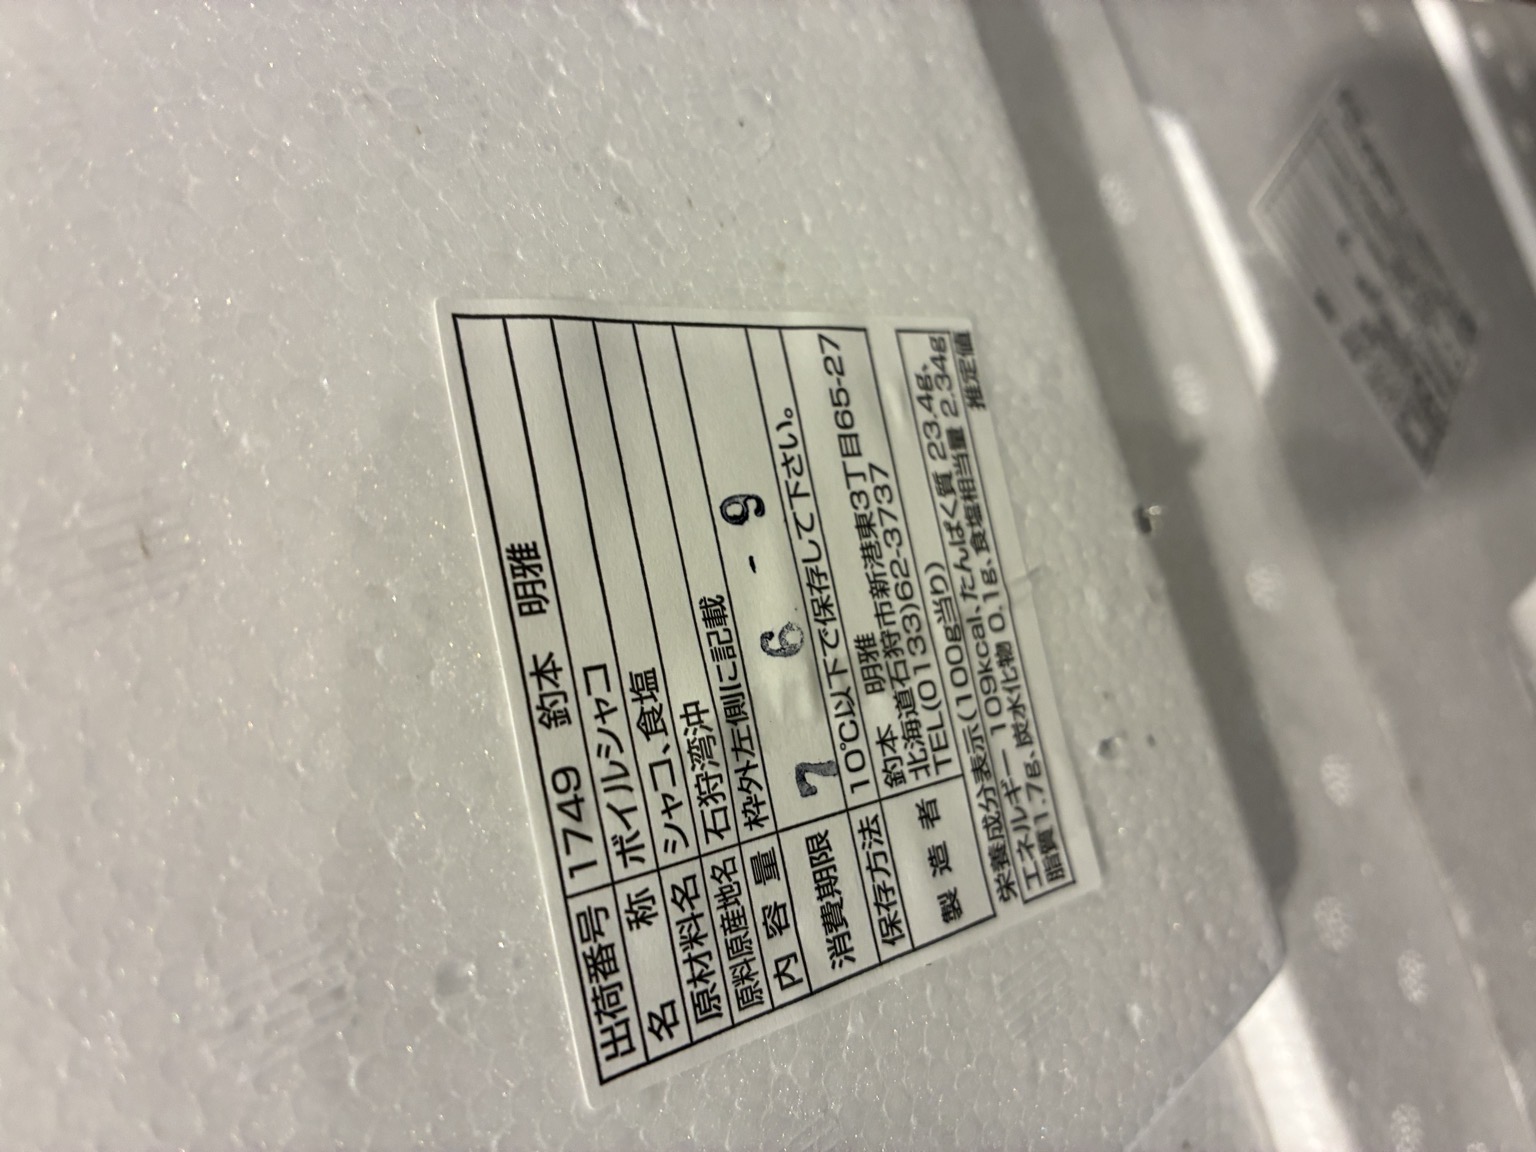 出荷番号 1749 釣本 明雅
名 称 ボイルシャコ
原材料名 シャコ、食塩
原料原産地名 石狩湾沖
内 容 量 枠外左側に記載
消費期限 7 6 - 9
保存方法 10℃以下で保存して下さい。
製 造 者 釣本 明雅
北海道石狩市新港東3丁目65-27
TEL(0133)62-3737
栄養成分表示(100g当り)
エネルギー 109kcal、たんぱく質 23.4g、
脂質1.7g、炭水化物 0.1g、食塩相当量 2.34g
推定値